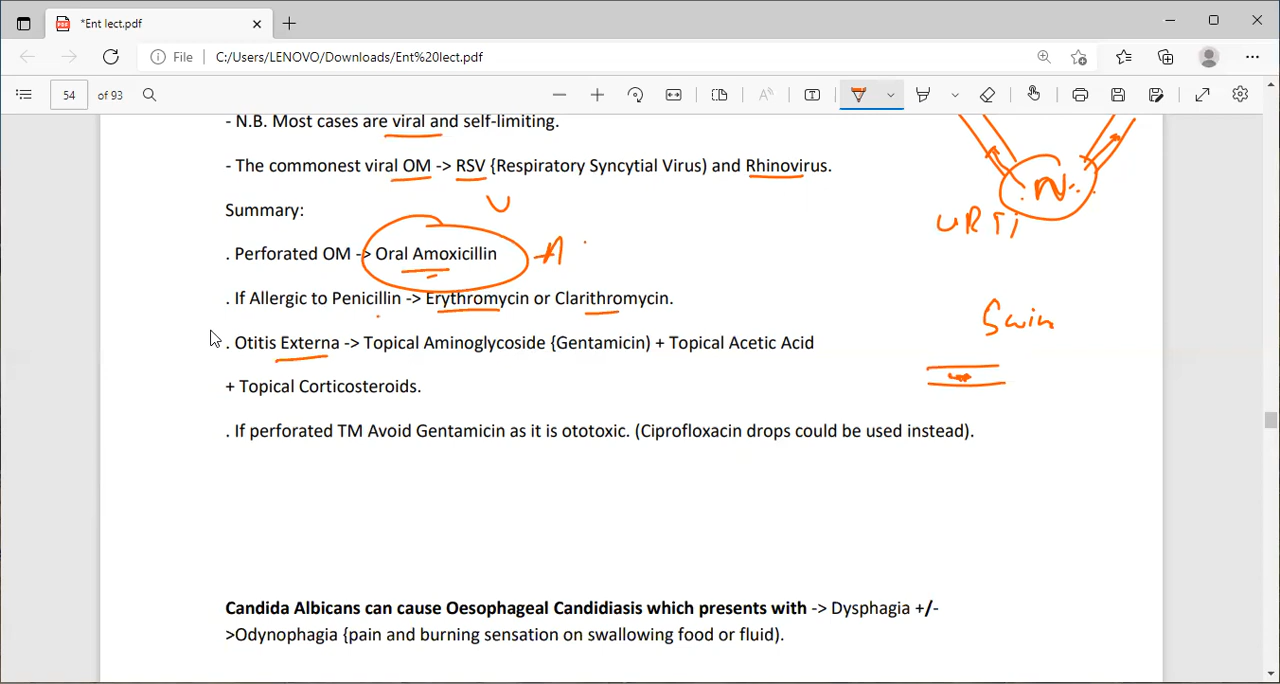 *Ent lect.pdf
File C:/Users/LENOVO/Downloads/Ent%20lect.pdf
54 of 93
- N.B. Most cases are viral and self-limiting.
- The commonest viral OM -> RSV {Respiratory Syncytial Virus) and Rhinovirus.
N
URTi
Summary:
. Perforated OM -> Oral Amoxicillin
A
. If Allergic to Penicillin -> Erythromycin or Clarithromycin.
Swim
. Otitis Externa -> Topical Aminoglycoside {Gentamicin) + Topical Acetic Acid
+ Topical Corticosteroids.
. If perforated TM Avoid Gentamicin as it is ototoxic. (Ciprofloxacin drops could be used instead).
Candida Albicans can cause Oesophageal Candidiasis which presents with -> Dysphagia +/-
>Odynophagia {pain and burning sensation on swallowing food or fluid).